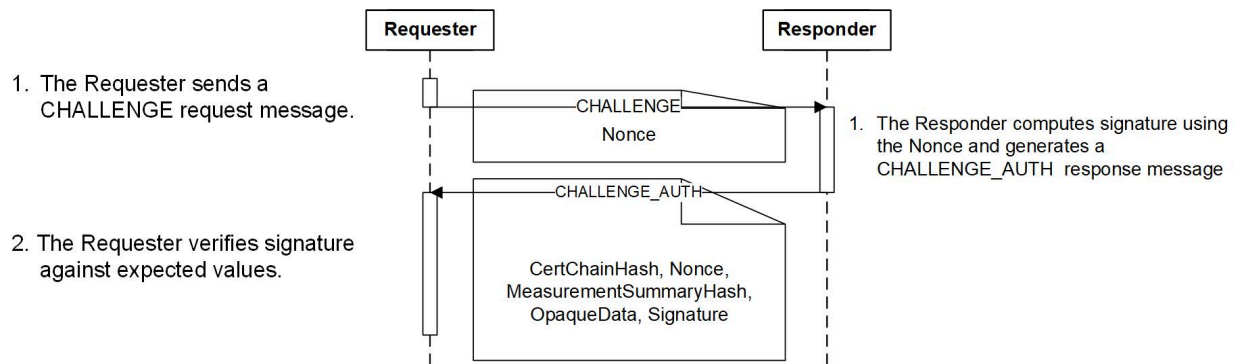 Requester
Responder
1. The Requester sends a
CHALLENGE request message.
CHALLENGE
Nonce
1. The Responder computes signature using
the Nonce and generates a
CHALLENGE_AUTH response message
CHALLENGE_AUTH
2. The Requester verifies signature
against expected values.
CertChainHash, Nonce,
MeasurementSummaryHash,
OpaqueData, Signature